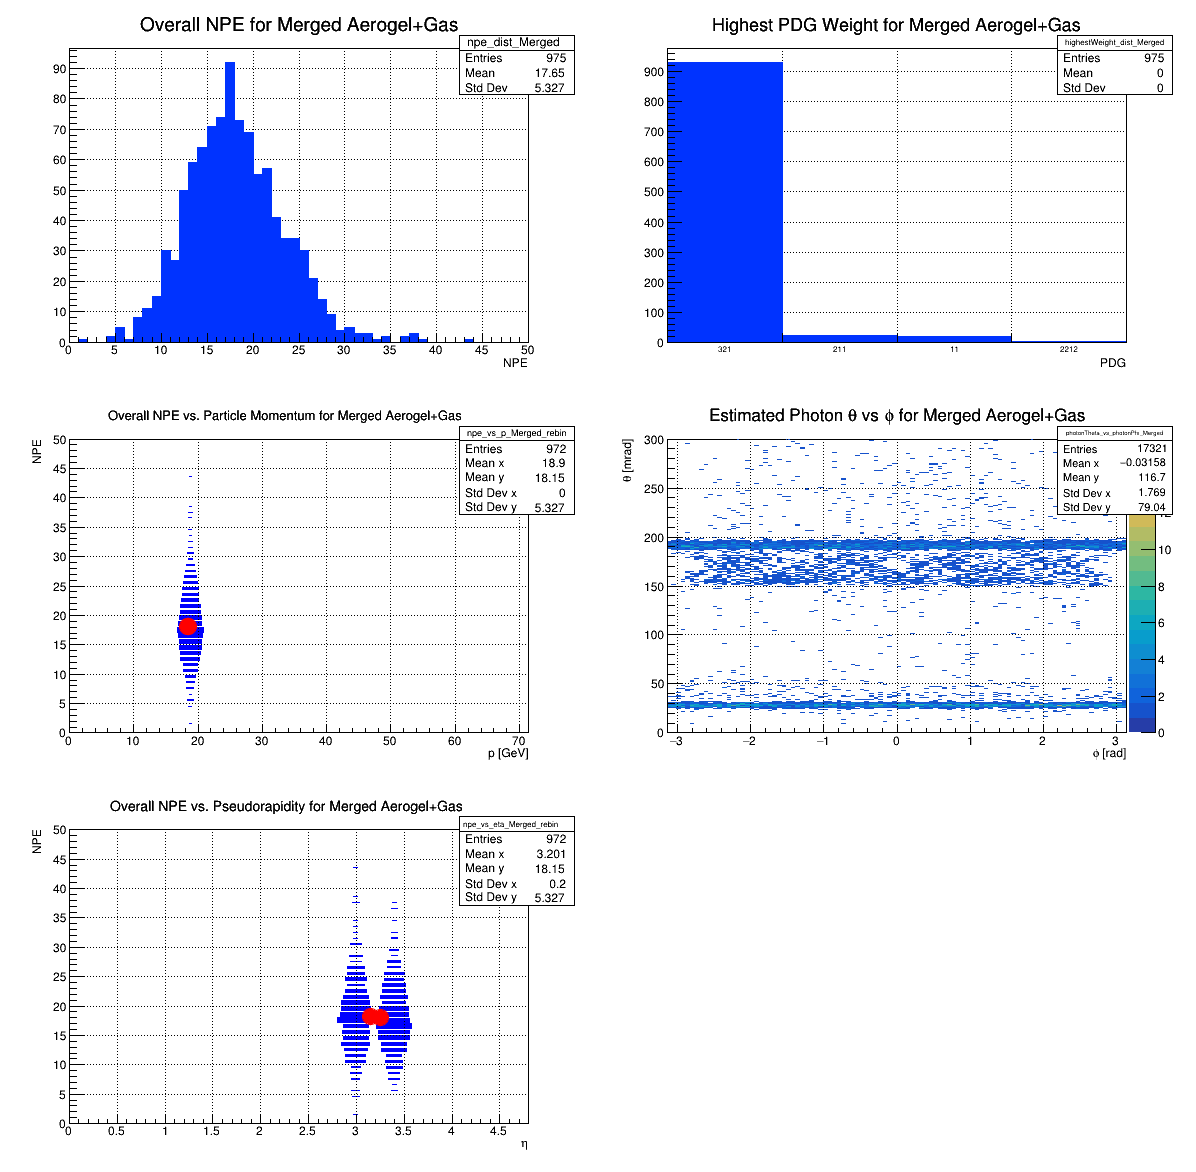 Overall NPE for Merged Aerogel+Gas
npe_dist_Merged
Entries 975
Mean 17.65
Std Dev 5.327
90
80
70
60
50
40
30
20
10
0
0 5 10 15 20 25 30 35 40 45 50
NPE
Highest PDG Weight for Merged Aerogel+Gas
highestWeight_dist_Merged
Entries 975
Mean 0
Std Dev 0
900
800
700
600
500
400
300
200
100
0
321 211 11 2212
PDG
Overall NPE vs. Particle Momentum for Merged Aerogel+Gas
npe_vs_p_Merged_rebin
Entries 972
Mean x 18.9
Mean y 18.15
Std Dev x 0
Std Dev y 5.327
NPE
50
45
40
35
30
25
20
15
10
5
0
0 10 20 30 40 50 60 70
p [GeV]
Estimated Photon θ vs ϕ for Merged Aerogel+Gas
photonTheta_vs_photonPhi_Merged
Entries 17321
Mean x −0.03158
Mean y 116.7
Std Dev x 1.769
Std Dev y 79.04
θ [mrad]
300
250
200
150
100
50
0
−3 −2 −1 0 1 2 3
ϕ [rad]
10
8
6
4
2
0
Overall NPE vs. Pseudorapidity for Merged Aerogel+Gas
npe_vs_eta_Merged_rebin
Entries 972
Mean x 3.201
Mean y 18.15
Std Dev x 0.2
Std Dev y 5.327
NPE
50
45
40
35
30
25
20
15
10
5
0
0 0.5 1 1.5 2 2.5 3 3.5 4 4.5
η